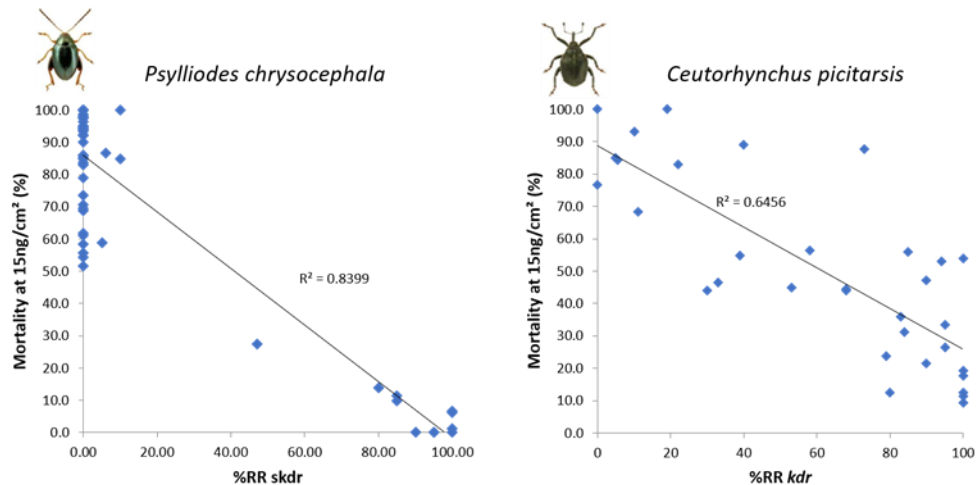 Psylliodes chrysocephala
Mortality at 15ng/cm² (%)
100.0
90.0
80.0
70.0
60.0
50.0
40.0
30.0
20.0
10.0
0.0
R² = 0.8399
0.00 20.00 40.00 60.00 80.00 100.00
%RR skdr
Ceutorhynchus picitarsis
Mortality at 15ng/cm² (%)
100.0
90.0
80.0
70.0
60.0
50.0
40.0
30.0
20.0
10.0
0.0
R² = 0.6456
0 20 40 60 80 100
%RR kdr